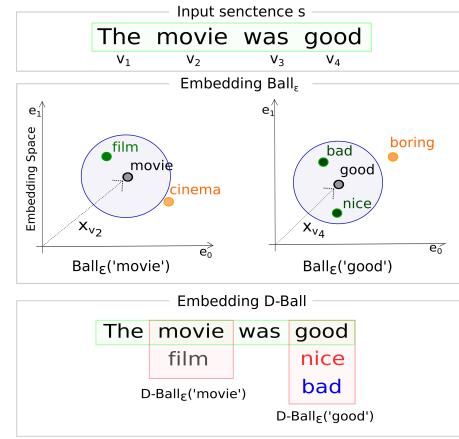 Input senctence s
The movie was good
v1 v2 v3 v4
Embedding Ballε
e1 e1
Embedding Space
film
movie
cinema
xv2
e0
Ballε('movie')
bad
boring
good
nice
xv4
e0
Ballε('good')
Embedding D-Ball
The movie was good
film nice
bad
D-Ballε('movie')
D-Ballε('good')